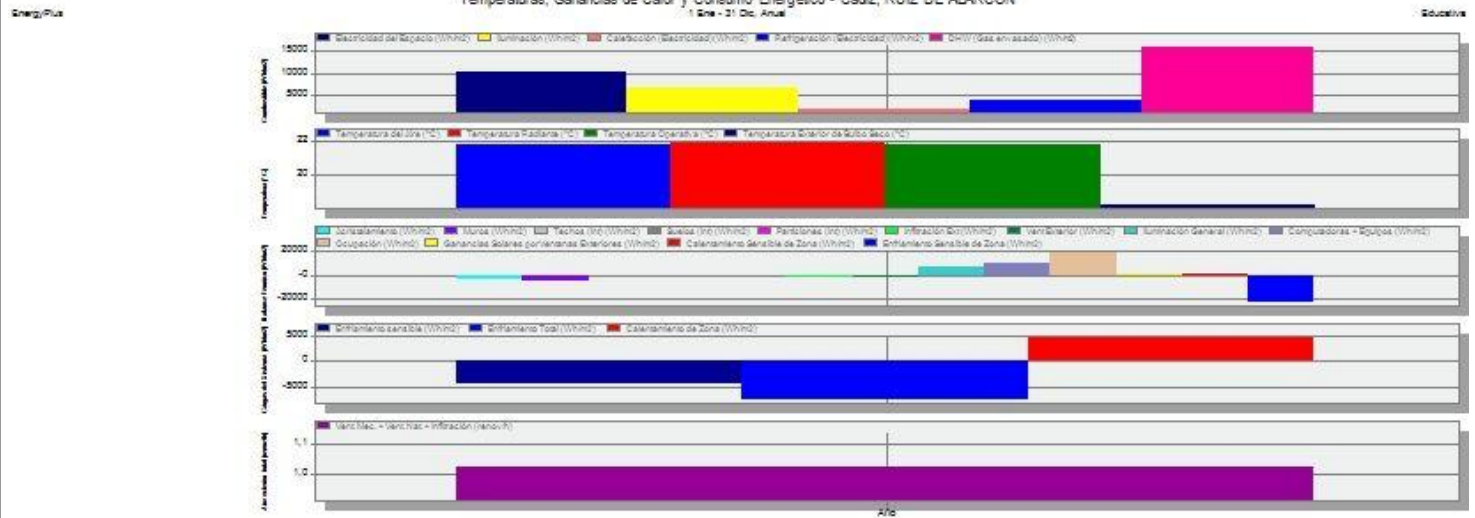 Temperaturas, Ganancias de Calor y Consumo Energético - Cádiz, RUIZ DE ALARCÓN
EnergyPlus
1 Ene - 31 Dic, Anual
Educativa
Electricidad del Espacio (Wh/m2) Iluminación (Wh/m2) Calefacción (Electricidad) (Wh/m2) Refrigeración (Electricidad) (Wh/m2) DHW (Gas envasado) (Wh/m2)
15000
10000
5000
Temperatura del Aire (°C) Temperatura Radiante (°C) Temperatura Operativa (°C) Temperatura Exterior de Bulbo Seco (°C)
22
20
Temperatura (°C)
Acristalamiento (Wh/m2) Muros (Wh/m2) Techos (int) (Wh/m2) Suelos (int) (Wh/m2) Particiones (int) (Wh/m2) Infiltración Ext (Wh/m2) Vent Exterior (Wh/m2) Iluminación General (Wh/m2) Computadoras + Equipos (Wh/m2)
Ocupación (Wh/m2) Ganancias Solares por Ventanas Exteriores (Wh/m2) Calentamiento Sensible de Zona (Wh/m2) Enfriamiento Sensible de Zona (Wh/m2)
20000
-0
-20000
Enfriamiento sensible (Wh/m2) Enfriamiento Total (Wh/m2) Calentamiento de Zona (Wh/m2)
5000
0
-5000
Vent Mec. + Vent Nat + Infiltración (renov/h)
1,1
1,0
Año